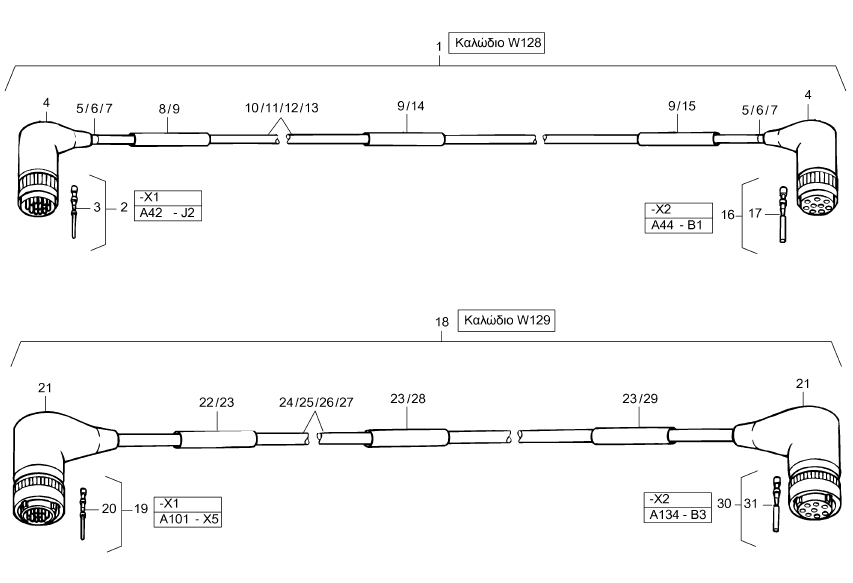 1 Καλώδιο W128
4 5/6/7 8/9 10/11/12/13 9/14 9/15 5/6/7 4
3 2 -X1
A42 - J2
-X2 16 17
A44 - B1
18 Καλώδιο W129
21 22/23 24/25/26/27 23/28 23/29 21
20 19 -X1
A101 - X5
-X2 30 31
A134 - B3